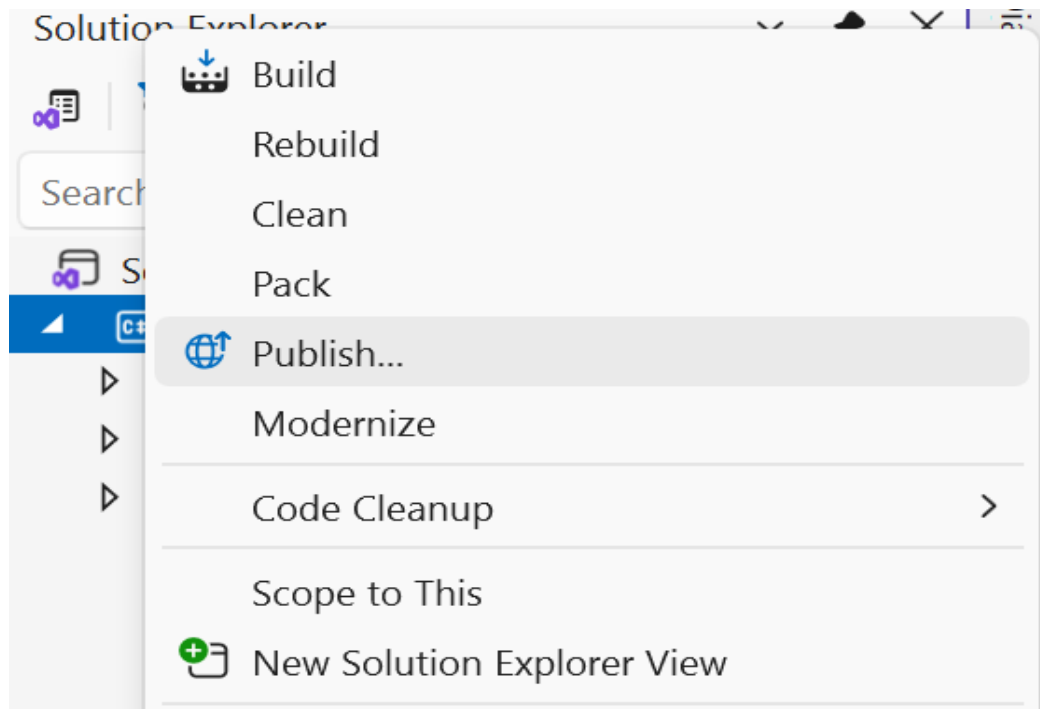 Solution Explorer
Build
Rebuild
Search
Clean
Pack
C#
Publish...
Modernize
Code Cleanup
Scope to This
New Solution Explorer View